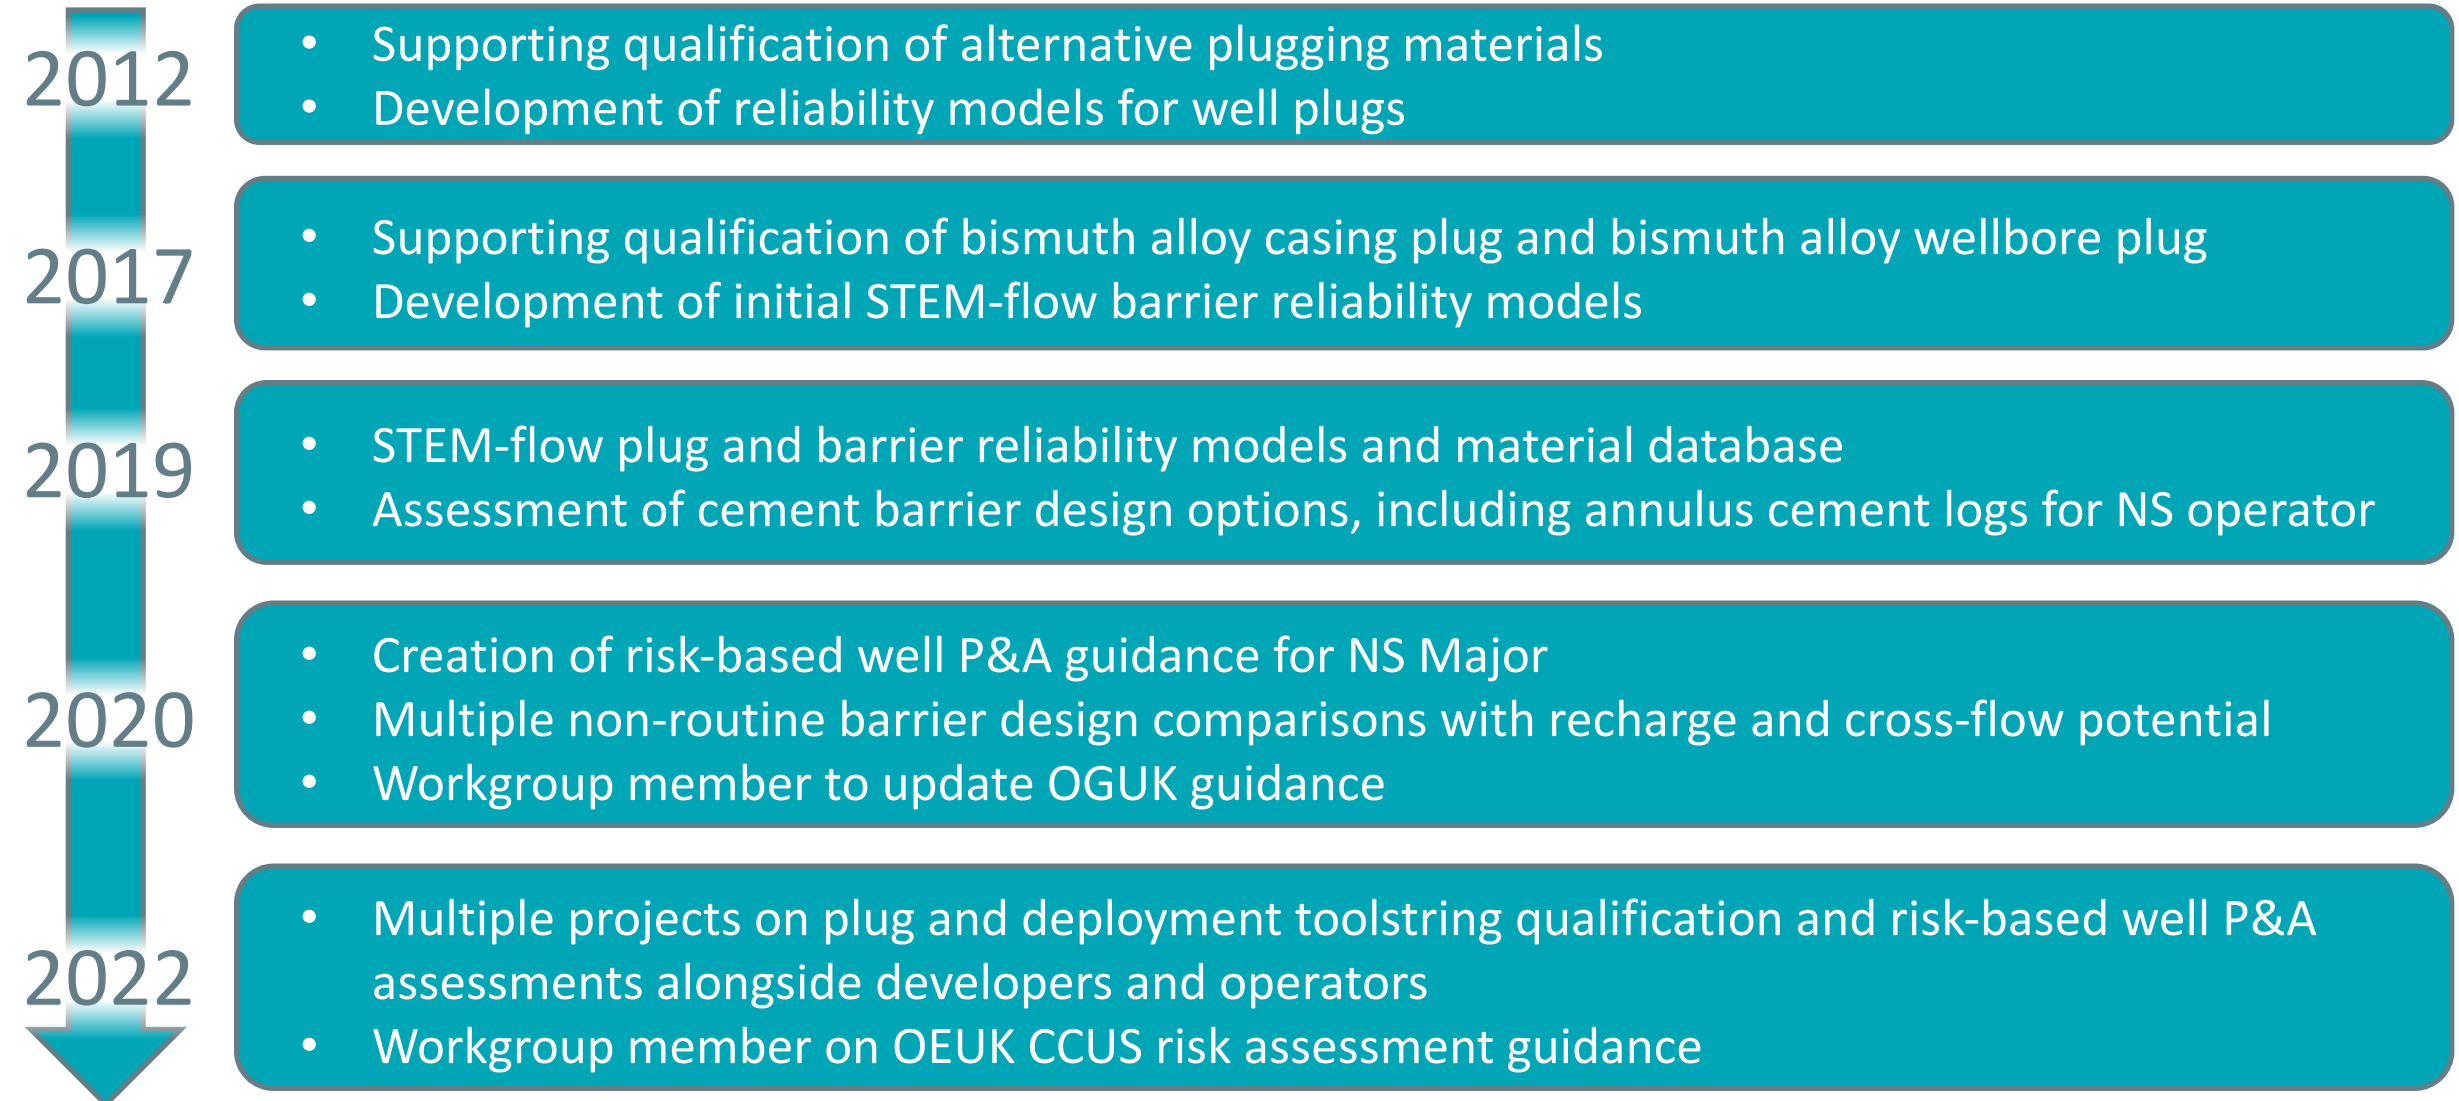 2012
• Supporting qualification of alternative plugging materials
• Development of reliability models for well plugs
2017
• Supporting qualification of bismuth alloy casing plug and bismuth alloy wellbore plug
• Development of initial STEM-flow barrier reliability models
2019
• STEM-flow plug and barrier reliability models and material database
• Assessment of cement barrier design options, including annulus cement logs for NS operator
2020
• Creation of risk-based well P&A guidance for NS Major
• Multiple non-routine barrier design comparisons with recharge and cross-flow potential
• Workgroup member to update OGUK guidance
2022
• Multiple projects on plug and deployment toolstring qualification and risk-based well P&A
assessments alongside developers and operators
• Workgroup member on OEUK CCUS risk assessment guidance